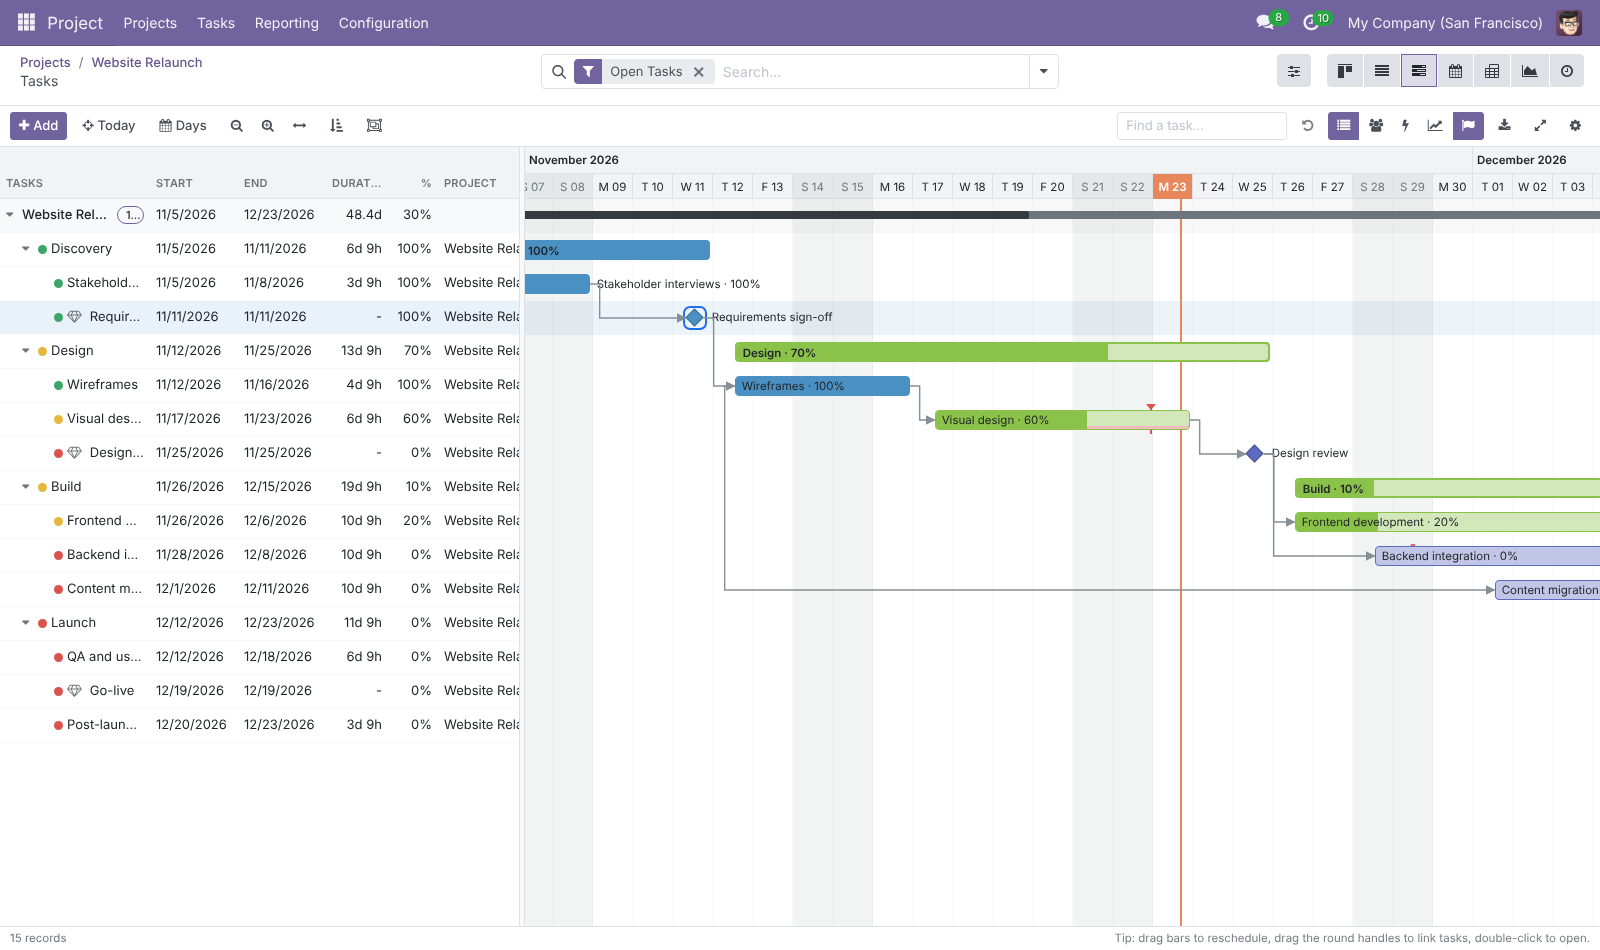 Project Projects Tasks Reporting Configuration 8 10 My Company (San Francisco)
Projects / Website Relaunch
Tasks
Open Tasks Search...
Add Today Days Find a task...
November 2026 December 2026
TASKS START END DURAT... % PROJECT
S 07 S 08 M 09 T 10 W 11 T 12 F 13 S 14 S 15 M 16 T 17 W 18 T 19 F 20 S 21 S 22 M 23 T 24 W 25 T 26 F 27 S 28 S 29 M 30 T 01 W 02 T 03
Website Rel... 1... 11/5/2026 12/23/2026 48.4d 30%
Discovery 11/5/2026 11/11/2026 6d 9h 100% Website Rela 100%
Stakehold... 11/5/2026 11/8/2026 3d 9h 100% Website Rela Stakeholder interviews · 100%
Requir... 11/11/2026 11/11/2026 - 100% Website Rela Requirements sign-off
Design 11/12/2026 11/25/2026 13d 9h 70% Website Rela Design · 70%
Wireframes 11/12/2026 11/16/2026 4d 9h 100% Website Rela Wireframes · 100%
Visual des... 11/17/2026 11/23/2026 6d 9h 60% Website Rela Visual design · 60%
Design... 11/25/2026 11/25/2026 - 0% Website Rela Design review
Build 11/26/2026 12/15/2026 19d 9h 10% Website Rela Build · 10%
Frontend ... 11/26/2026 12/6/2026 10d 9h 20% Website Rela Frontend development · 20%
Backend i... 11/28/2026 12/8/2026 10d 9h 0% Website Rela Backend integration · 0%
Content m... 12/1/2026 12/11/2026 10d 9h 0% Website Rela Content migration
Launch 12/12/2026 12/23/2026 11d 9h 0% Website Rela
QA and us... 12/12/2026 12/18/2026 6d 9h 0% Website Rela
Go-live 12/19/2026 12/19/2026 - 0% Website Rela
Post-laun... 12/20/2026 12/23/2026 3d 9h 0% Website Rela
15 records Tip: drag bars to reschedule, drag the round handles to link tasks, double-click to open.